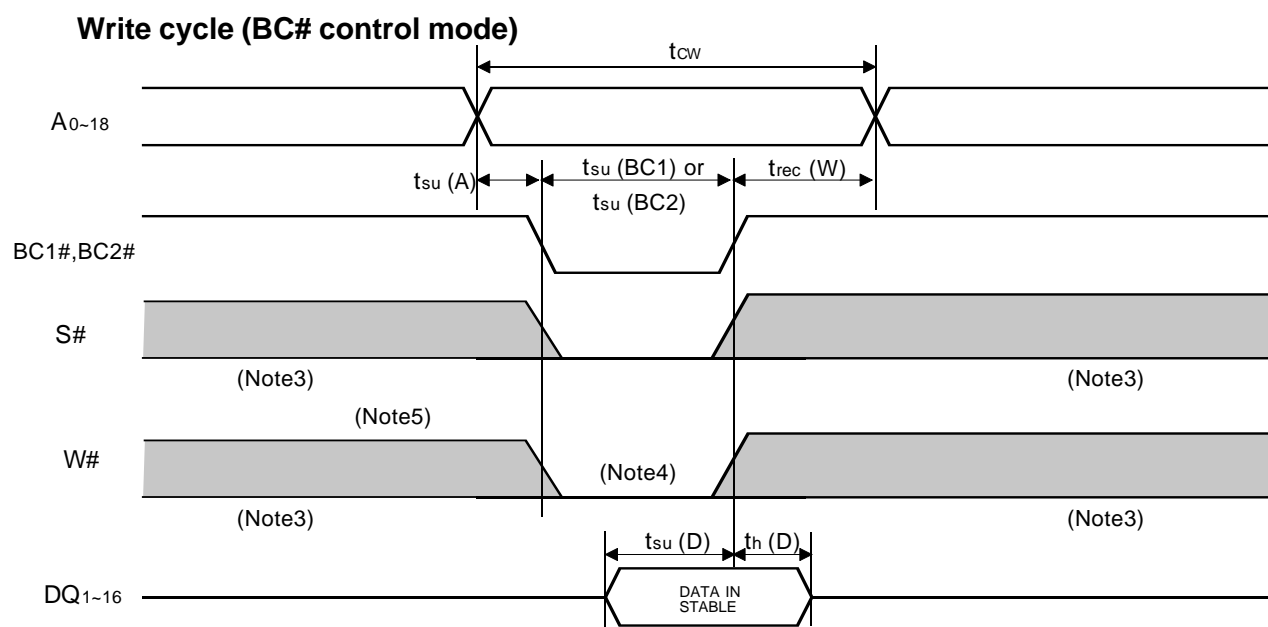 Write cycle (BC# control mode)
tCW
A0~18
tsu (A)
tsu (BC1) or
tsu (BC2)
trec (W)
BC1#,BC2#
S#
(Note3)
(Note3)
(Note5)
W#
(Note4)
(Note3)
(Note3)
tsu (D)
th (D)
DQ1~16
DATA IN
STABLE